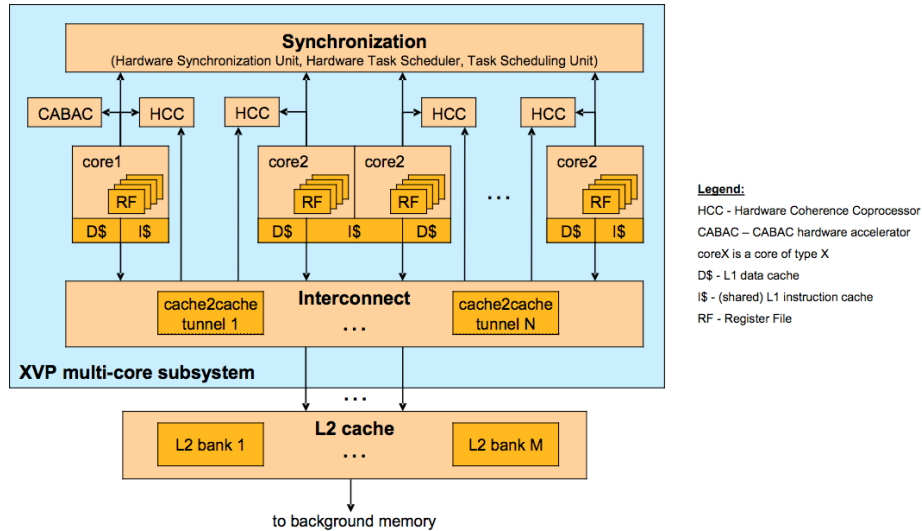 Synchronization
(Hardware Synchronization Unit, Hardware Task Scheduler, Task Scheduling Unit)
CABAC
HCC
HCC
HCC
HCC
core1
RF
D$
I$
core2
RF
core2
RF
D$
I$
D$
...
core2
RF
D$
I$
Interconnect
cache2cache
tunnel 1
...
cache2cache
tunnel N
XVP multi-core subsystem
...
L2 cache
L2 bank 1
...
L2 bank M
to background memory
Legend:
HCC - Hardware Coherence Coprocessor
CABAC – CABAC hardware accelerator
coreX is a core of type X
D$ - L1 data cache
I$ - (shared) L1 instruction cache
RF - Register File